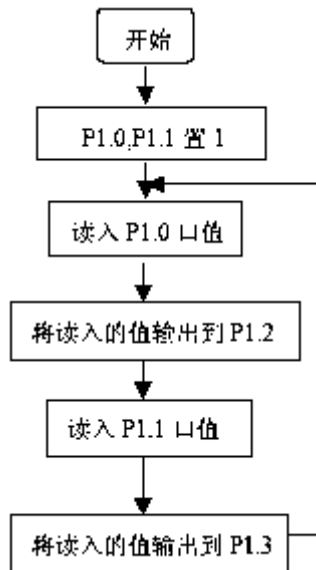 开始
P1.0,P1.1 置 1
读入 P1.0 口值
将读入的值输出到 P1.2
读入 P1.1 口值
将读入的值输出到 P1.3